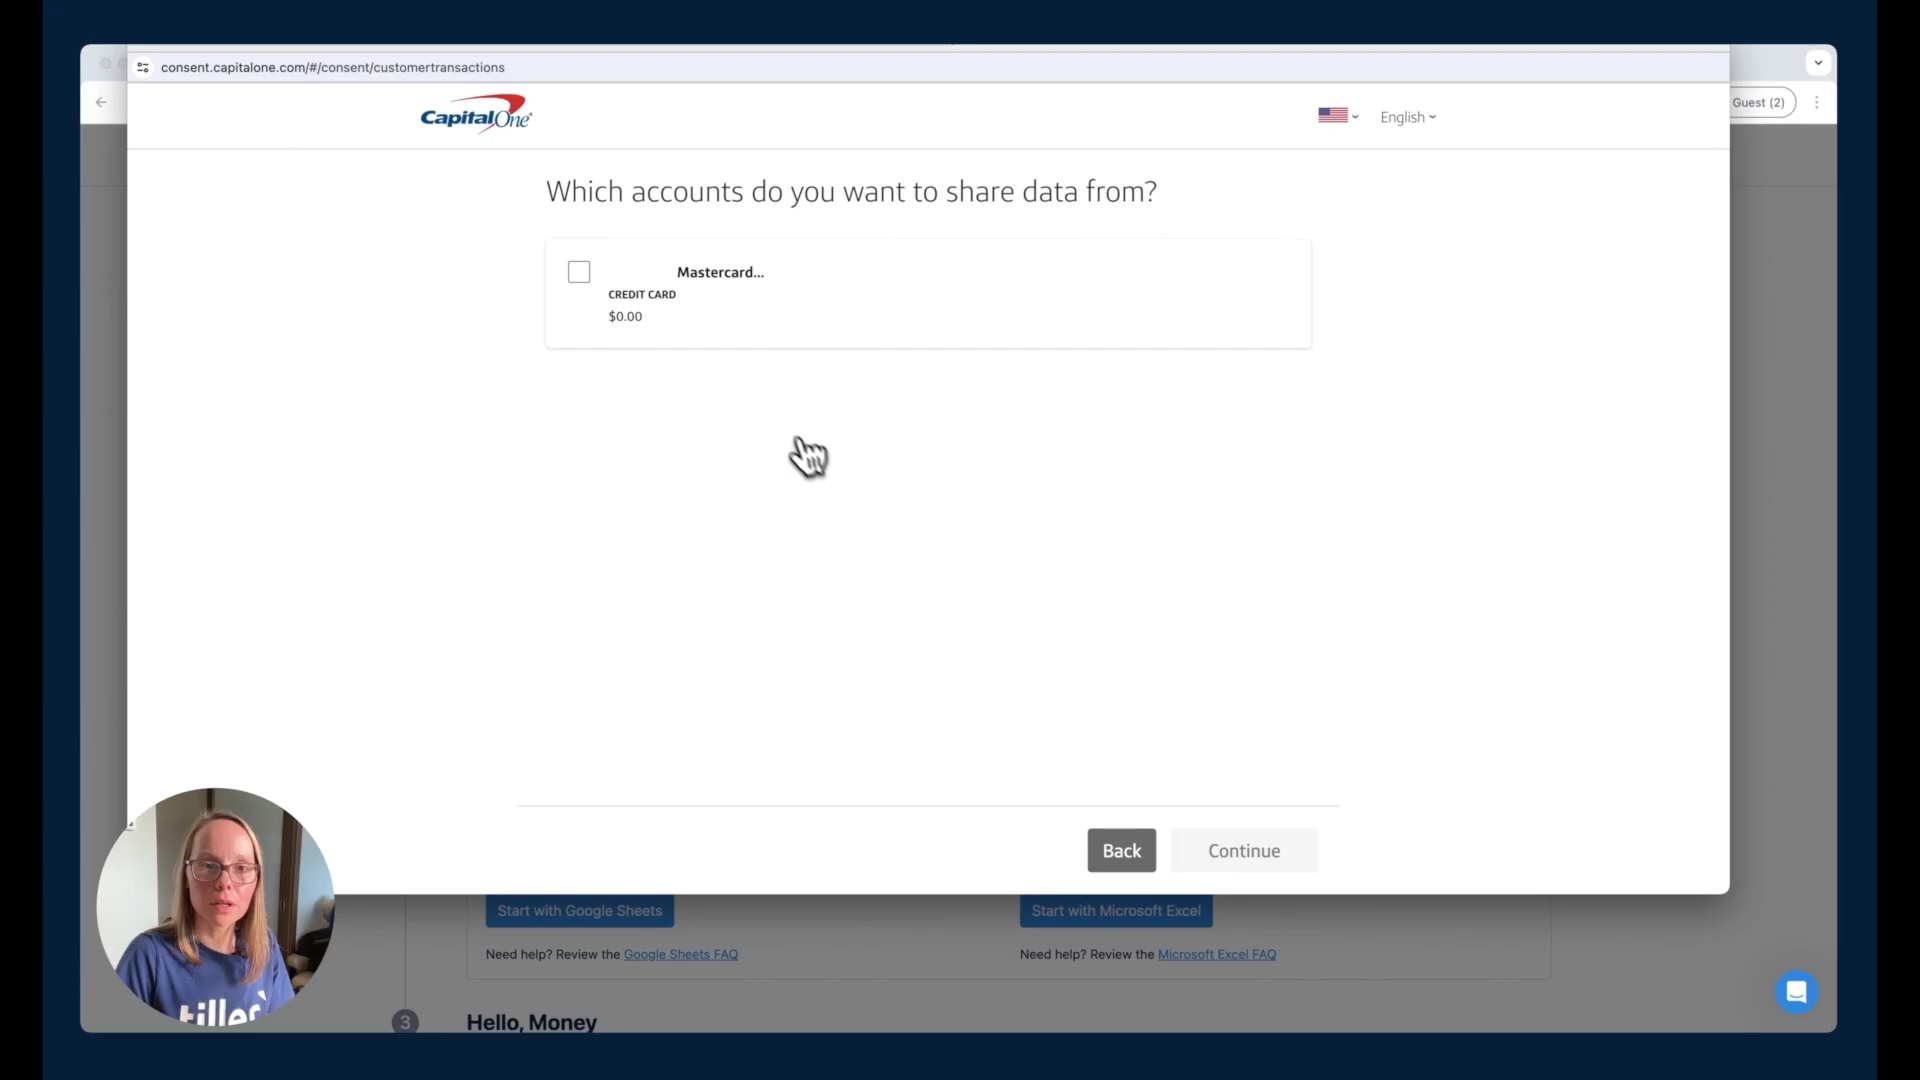 consent.capitalone.com/#/consent/customertransactions
Guest (2)
CapitalOne
English
Which accounts do you want to share data from?
Mastercard...
CREDIT CARD
$0.00
Back
Continue
Start with Google Sheets
Start with Microsoft Excel
Need help? Review the Google Sheets FAQ
Need help? Review the Microsoft Excel FAQ
tiller
3
Hello, Money